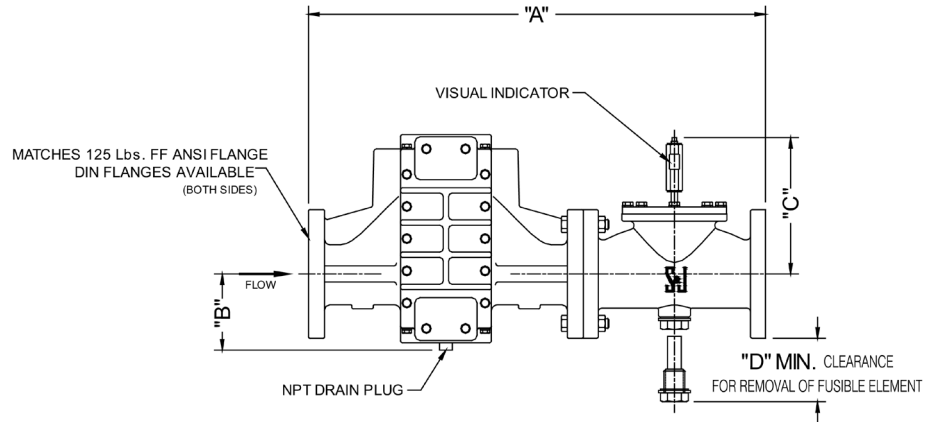 "A"
VISUAL INDICATOR
MATCHES 125 Lbs. FF ANSI FLANGE
DIN FLANGES AVAILABLE
(BOTH SIDES)
"C"
FLOW
"B"
S&J
"D" MIN. CLEARANCE
FOR REMOVAL OF FUSIBLE ELEMENT
NPT DRAIN PLUG